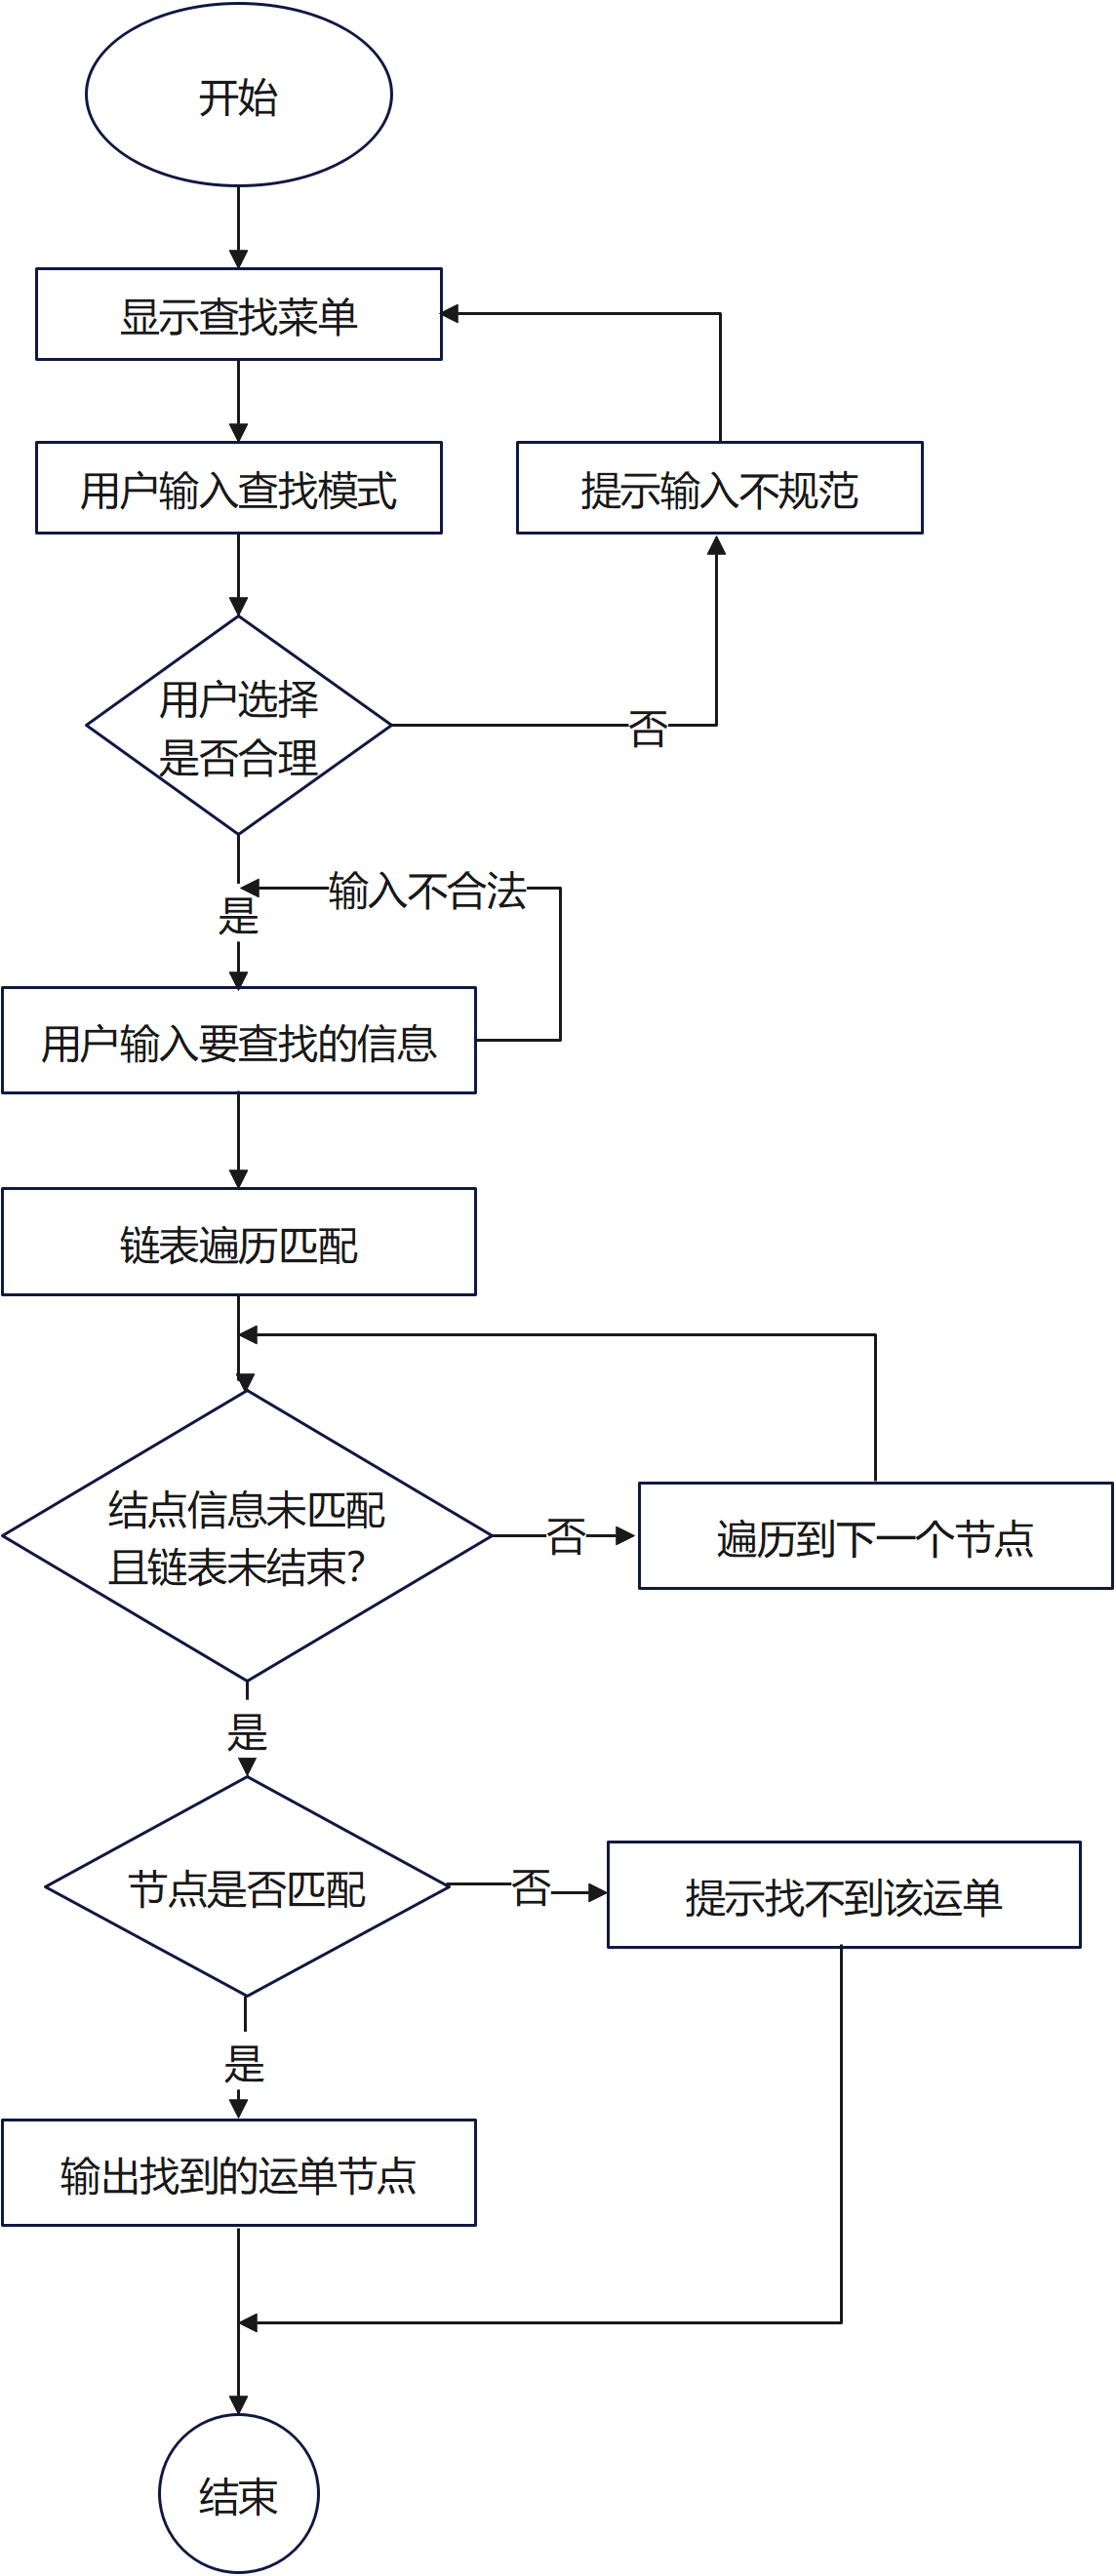 开始
显示查找菜单
用户输入查找模式
提示输入不规范
用户选择
是否合理
否
输入不合法
是
用户输入要查找的信息
链表遍历匹配
结点信息未匹配
且链表未结束?
否
遍历到下一个节点
是
节点是否匹配
否
提示找不到该运单
是
输出找到的运单节点
结束